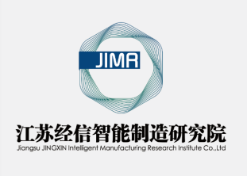 JIMA
江苏经信智能制造研究院
Jiangsu JINGXIN Intelligent Manufacturing Research Institute Co.,Ltd